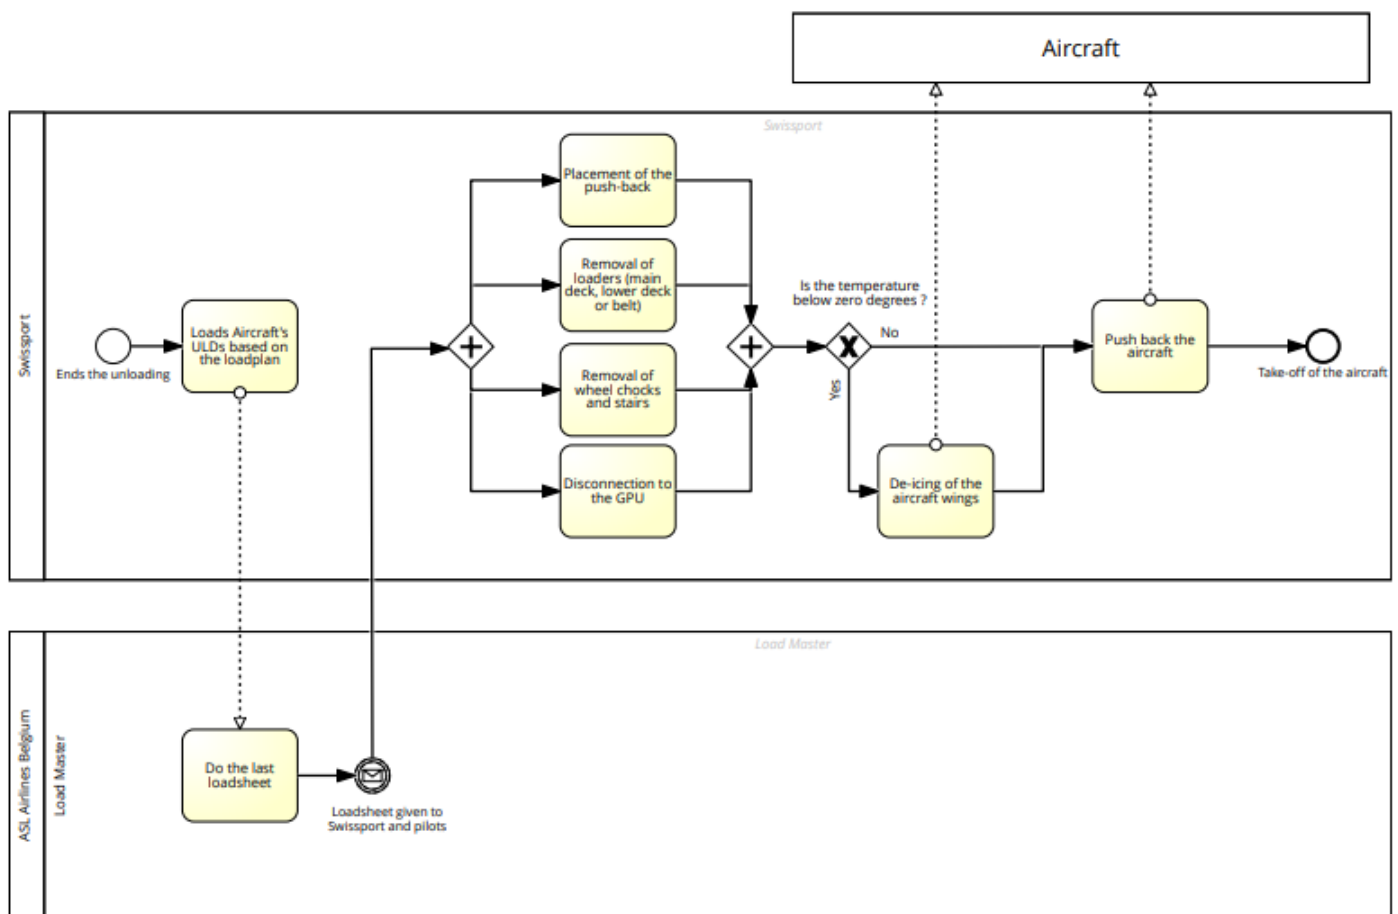 Aircraft
Swissport
Swissport
Placement of the
push-back
Removal of
loaders (main
deck, lower deck
or belt)
Is the temperature
below zero degrees ?
Loads Aircraft's
ULDs based on
the loadplan
Ends the unloading
No
Yes
Push back the
aircraft
Take-off of the aircraft
Removal of
wheel chocks
and stairs
Disconnection to
the GPU
De-icing of the
aircraft wings
Load Master
ASL Airlines Belgium
Load Master
Do the last
loadsheet
Loadsheet given to
Swissport and pilots